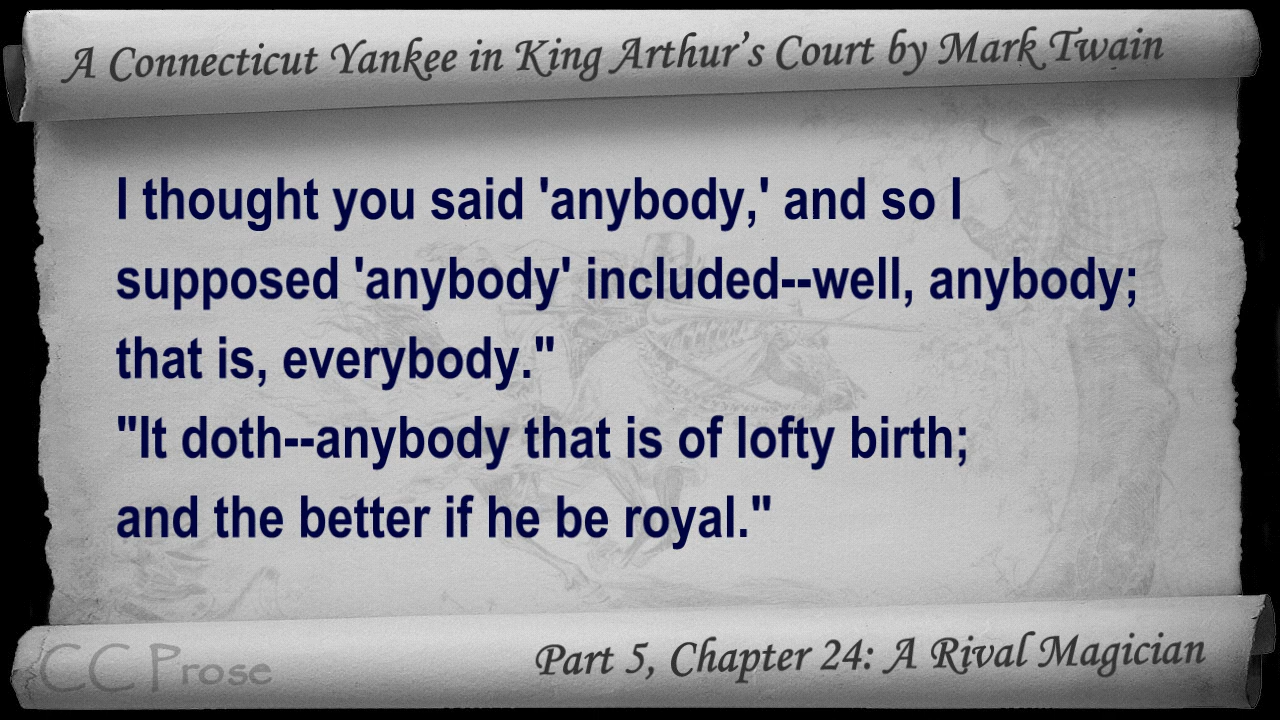 A Connecticut Yankee in King Arthur's Court by Mark Twain
I thought you said 'anybody,' and so I
supposed 'anybody' included--well, anybody;
that is, everybody."
"It doth--anybody that is of lofty birth;
and the better if he be royal."
CC Prose
Part 5, Chapter 24: A Rival Magician